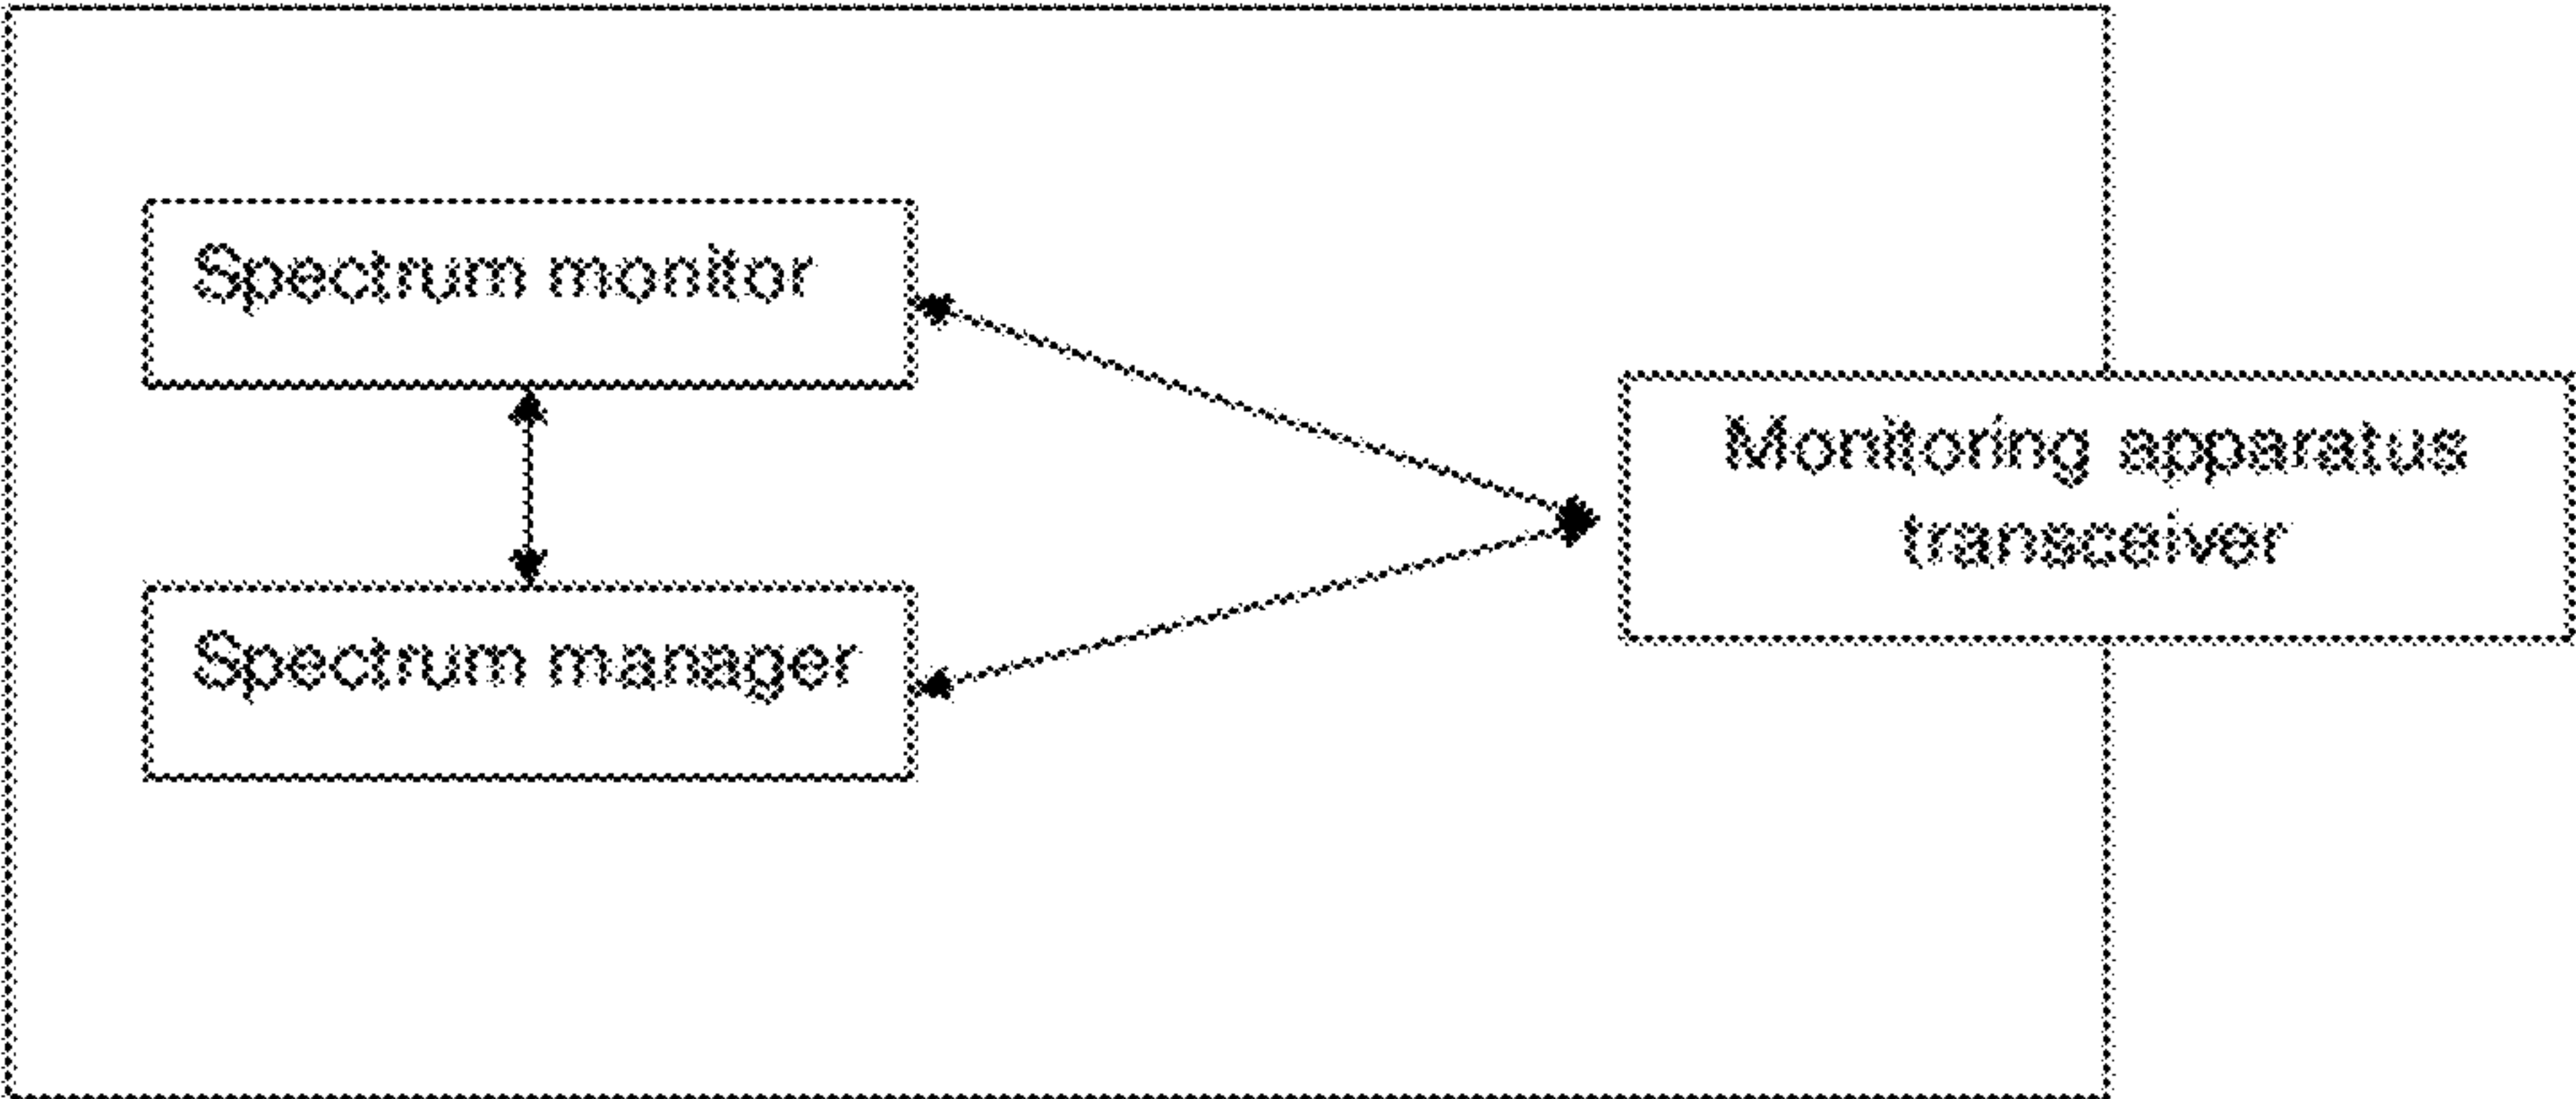 Spectrum monitor
Monitoring apparatus
transceiver
Spectrum manager